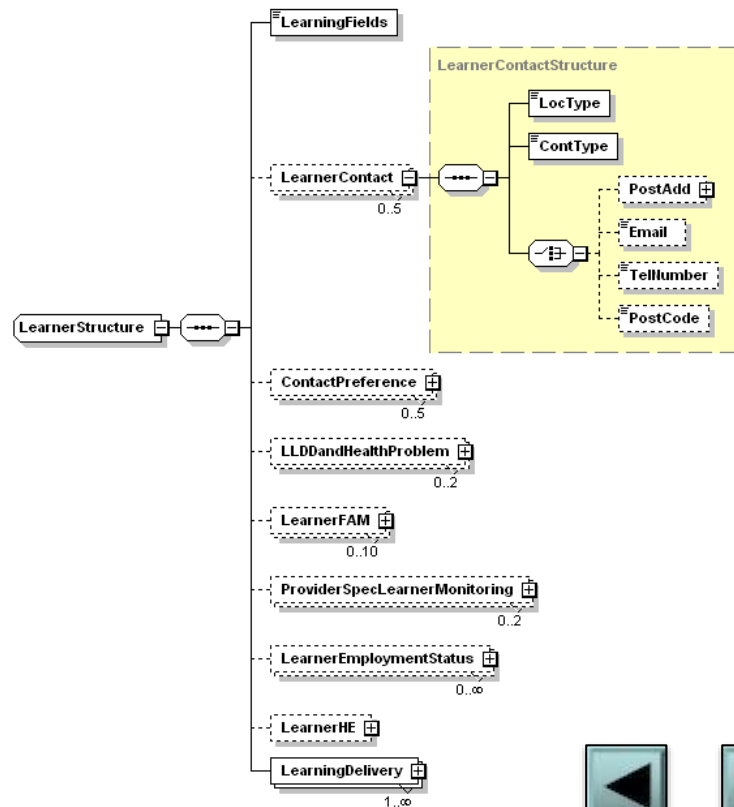 LearningFields
LearnerContactStructure
LocType
ContType
LearnerContact
0..5
PostAdd
Email
TelNumber
PostCode
LearnerStructure
ContactPreference
0..5
LLDDandHealthProblem
0..2
LearnerFAM
0..10
ProviderSpecLearnerMonitoring
0..2
LearnerEmploymentStatus
0..∞
LearnerHE
LearningDelivery
1..∞